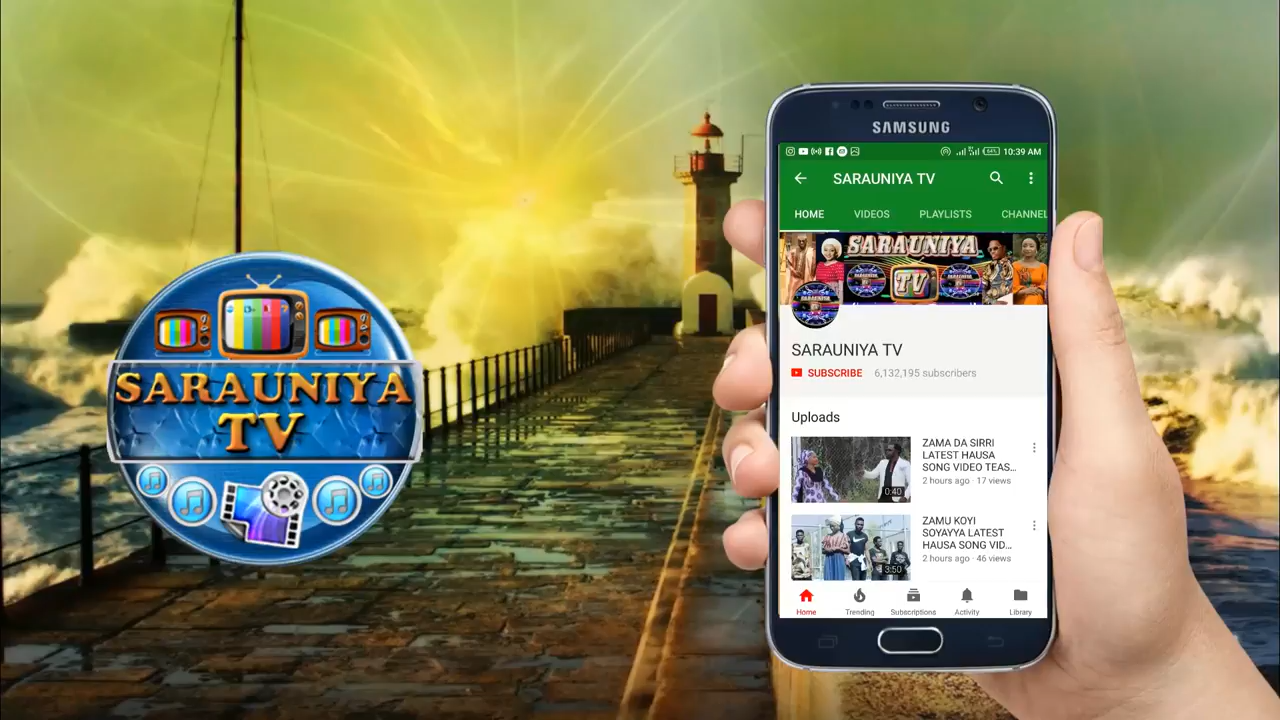 SARAUNIYA
TV
SAMSUNG
64%
10:39 AM
SARAUNIYA TV
HOME VIDEOS PLAYLISTS CHANNEL
SARAUNIYA
TV
SARAUNIYA TV
SUBSCRIBE 6,132,195 subscribers
Uploads
ZAMA DA SIRRI
LATEST HAUSA
SONG VIDEO TEAS...
2 hours ago · 17 views
0:40
ZAMU KOYI
SOYAYYA LATEST
HAUSA SONG VID...
2 hours ago · 46 views
3:50
Home Trending Subscriptions Activity Library